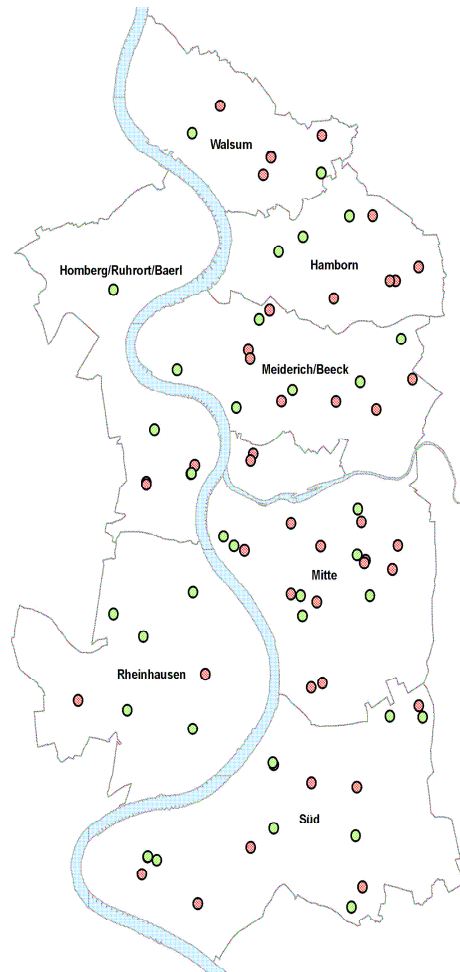 Walsum
Homberg/Ruhrort/Baerl
Hamborn
Meiderich/Beeck
Mitte
Rheinhausen
Süd